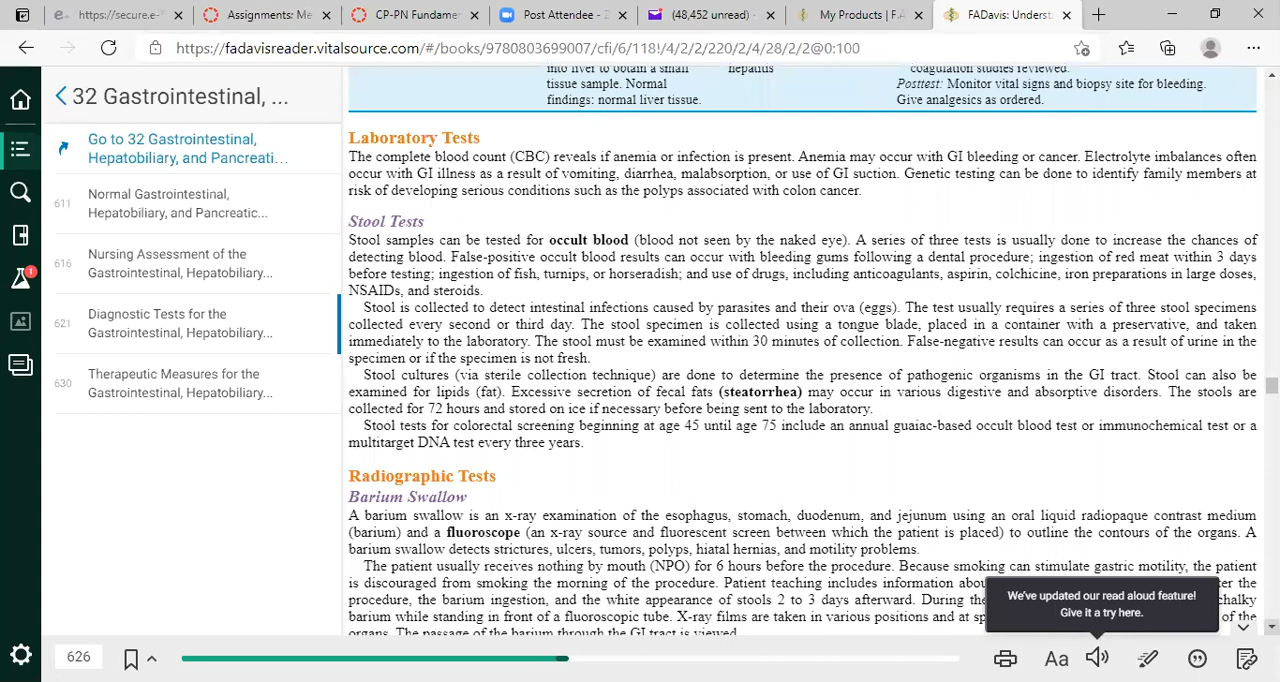 https://secure.e-
Assignments: Me
CP-PN Fundame
Post Attendee - Z
(48,452 unread) -
My Products | F.A
FADavis: Underst
https://fadavisreader.vitalsource.com/#/books/9780803699007/cfi/6/118!/4/2/2/220/2/4/28/2/2@0:100
32 Gastrointestinal, ...
Go to 32 Gastrointestinal,
Hepatobiliary, and Pancreati...
611
Normal Gastrointestinal,
Hepatobiliary, and Pancreatic...
616
Nursing Assessment of the
Gastrointestinal, Hepatobiliary...
621
Diagnostic Tests for the
Gastrointestinal, Hepatobiliary...
630
Therapeutic Measures for the
Gastrointestinal, Hepatobiliary...
1
into liver to obtain a small
tissue sample. Normal
findings: normal liver tissue.
hepatitis
coagulation studies reviewed.
Posttest: Monitor vital signs and biopsy site for bleeding.
Give analgesics as ordered.
Laboratory Tests
The complete blood count (CBC) reveals if anemia or infection is present. Anemia may occur with GI bleeding or cancer. Electrolyte imbalances often
occur with GI illness as a result of vomiting, diarrhea, malabsorption, or use of GI suction. Genetic testing can be done to identify family members at
risk of developing serious conditions such as the polyps associated with colon cancer.
Stool Tests
Stool samples can be tested for occult blood (blood not seen by the naked eye). A series of three tests is usually done to increase the chances of
detecting blood. False-positive occult blood results can occur with bleeding gums following a dental procedure; ingestion of red meat within 3 days
before testing; ingestion of fish, turnips, or horseradish; and use of drugs, including anticoagulants, aspirin, colchicine, iron preparations in large doses,
NSAIDs, and steroids.
Stool is collected to detect intestinal infections caused by parasites and their ova (eggs). The test usually requires a series of three stool specimens
collected every second or third day. The stool specimen is collected using a tongue blade, placed in a container with a preservative, and taken
immediately to the laboratory. The stool must be examined within 30 minutes of collection. False-negative results can occur as a result of urine in the
specimen or if the specimen is not fresh.
Stool cultures (via sterile collection technique) are done to determine the presence of pathogenic organisms in the GI tract. Stool can also be
examined for lipids (fat). Excessive secretion of fecal fats (steatorrhea) may occur in various digestive and absorptive disorders. The stools are
collected for 72 hours and stored on ice if necessary before being sent to the laboratory.
Stool tests for colorectal screening beginning at age 45 until age 75 include an annual guaiac-based occult blood test or immunochemical test or a
multitarget DNA test every three years.
Radiographic Tests
Barium Swallow
A barium swallow is an x-ray examination of the esophagus, stomach, duodenum, and jejunum using an oral liquid radiopaque contrast medium
(barium) and a fluoroscope (an x-ray source and fluorescent screen between which the patient is placed) to outline the contours of the organs. A
barium swallow detects strictures, ulcers, tumors, polyps, hiatal hernias, and motility problems.
The patient usually receives nothing by mouth (NPO) for 6 hours before the procedure. Because smoking can stimulate gastric motility, the patient
is discouraged from smoking the morning of the procedure. Patient teaching includes information abou
procedure, the barium ingestion, and the white appearance of stools 2 to 3 days afterward. During the chalky
barium while standing in front of a fluoroscopic tube. X-ray films are taken in various positions and at sp of the
organs. The passage of the barium through the GI tract is viewed.
We've updated our read aloud feature!
Give it a try here.
626
Aa